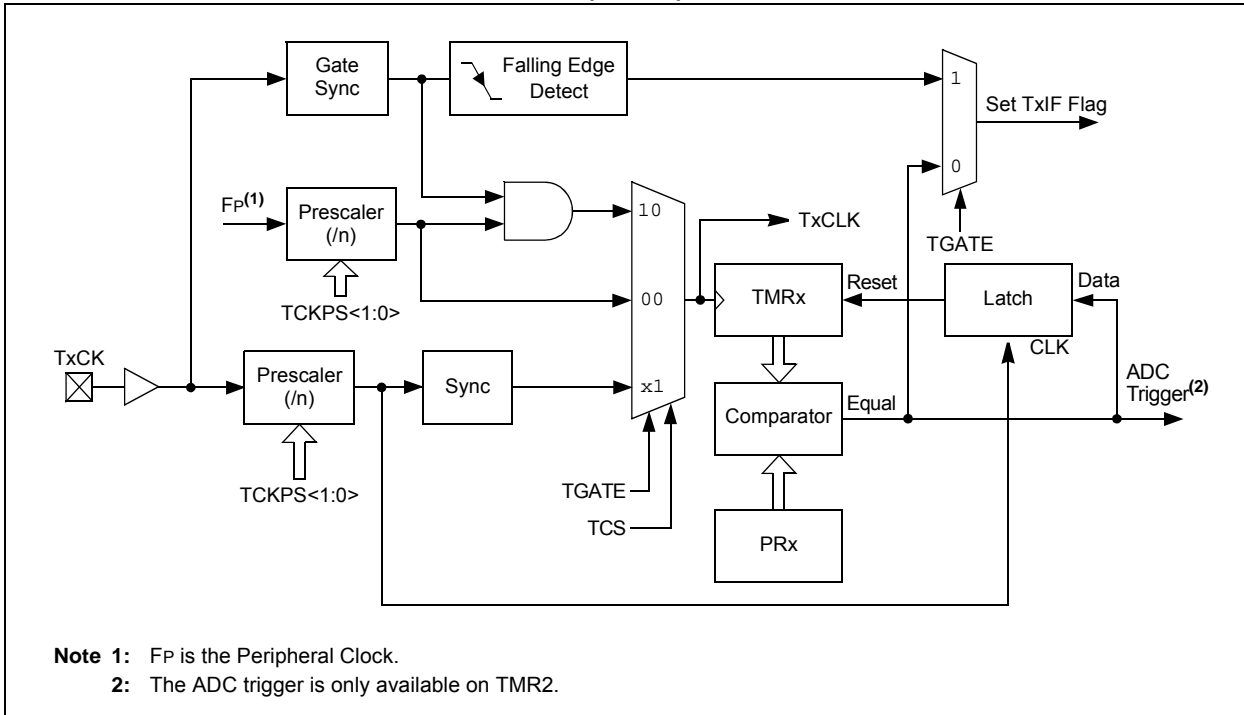 Gate
Sync
Falling Edge
Detect
1
Set TxIF Flag
0
FP(1)
Prescaler
(/n)
10
TxCLK
TGATE
TCKPS<1:0>
00
TMRx
Reset
Latch
Data
CLK
TxCK
Prescaler
(/n)
Sync
x1
Comparator
Equal
ADC
Trigger(2)
TCKPS<1:0>
TGATE
TCS
PRx
Note 1: FP is the Peripheral Clock.
2: The ADC trigger is only available on TMR2.